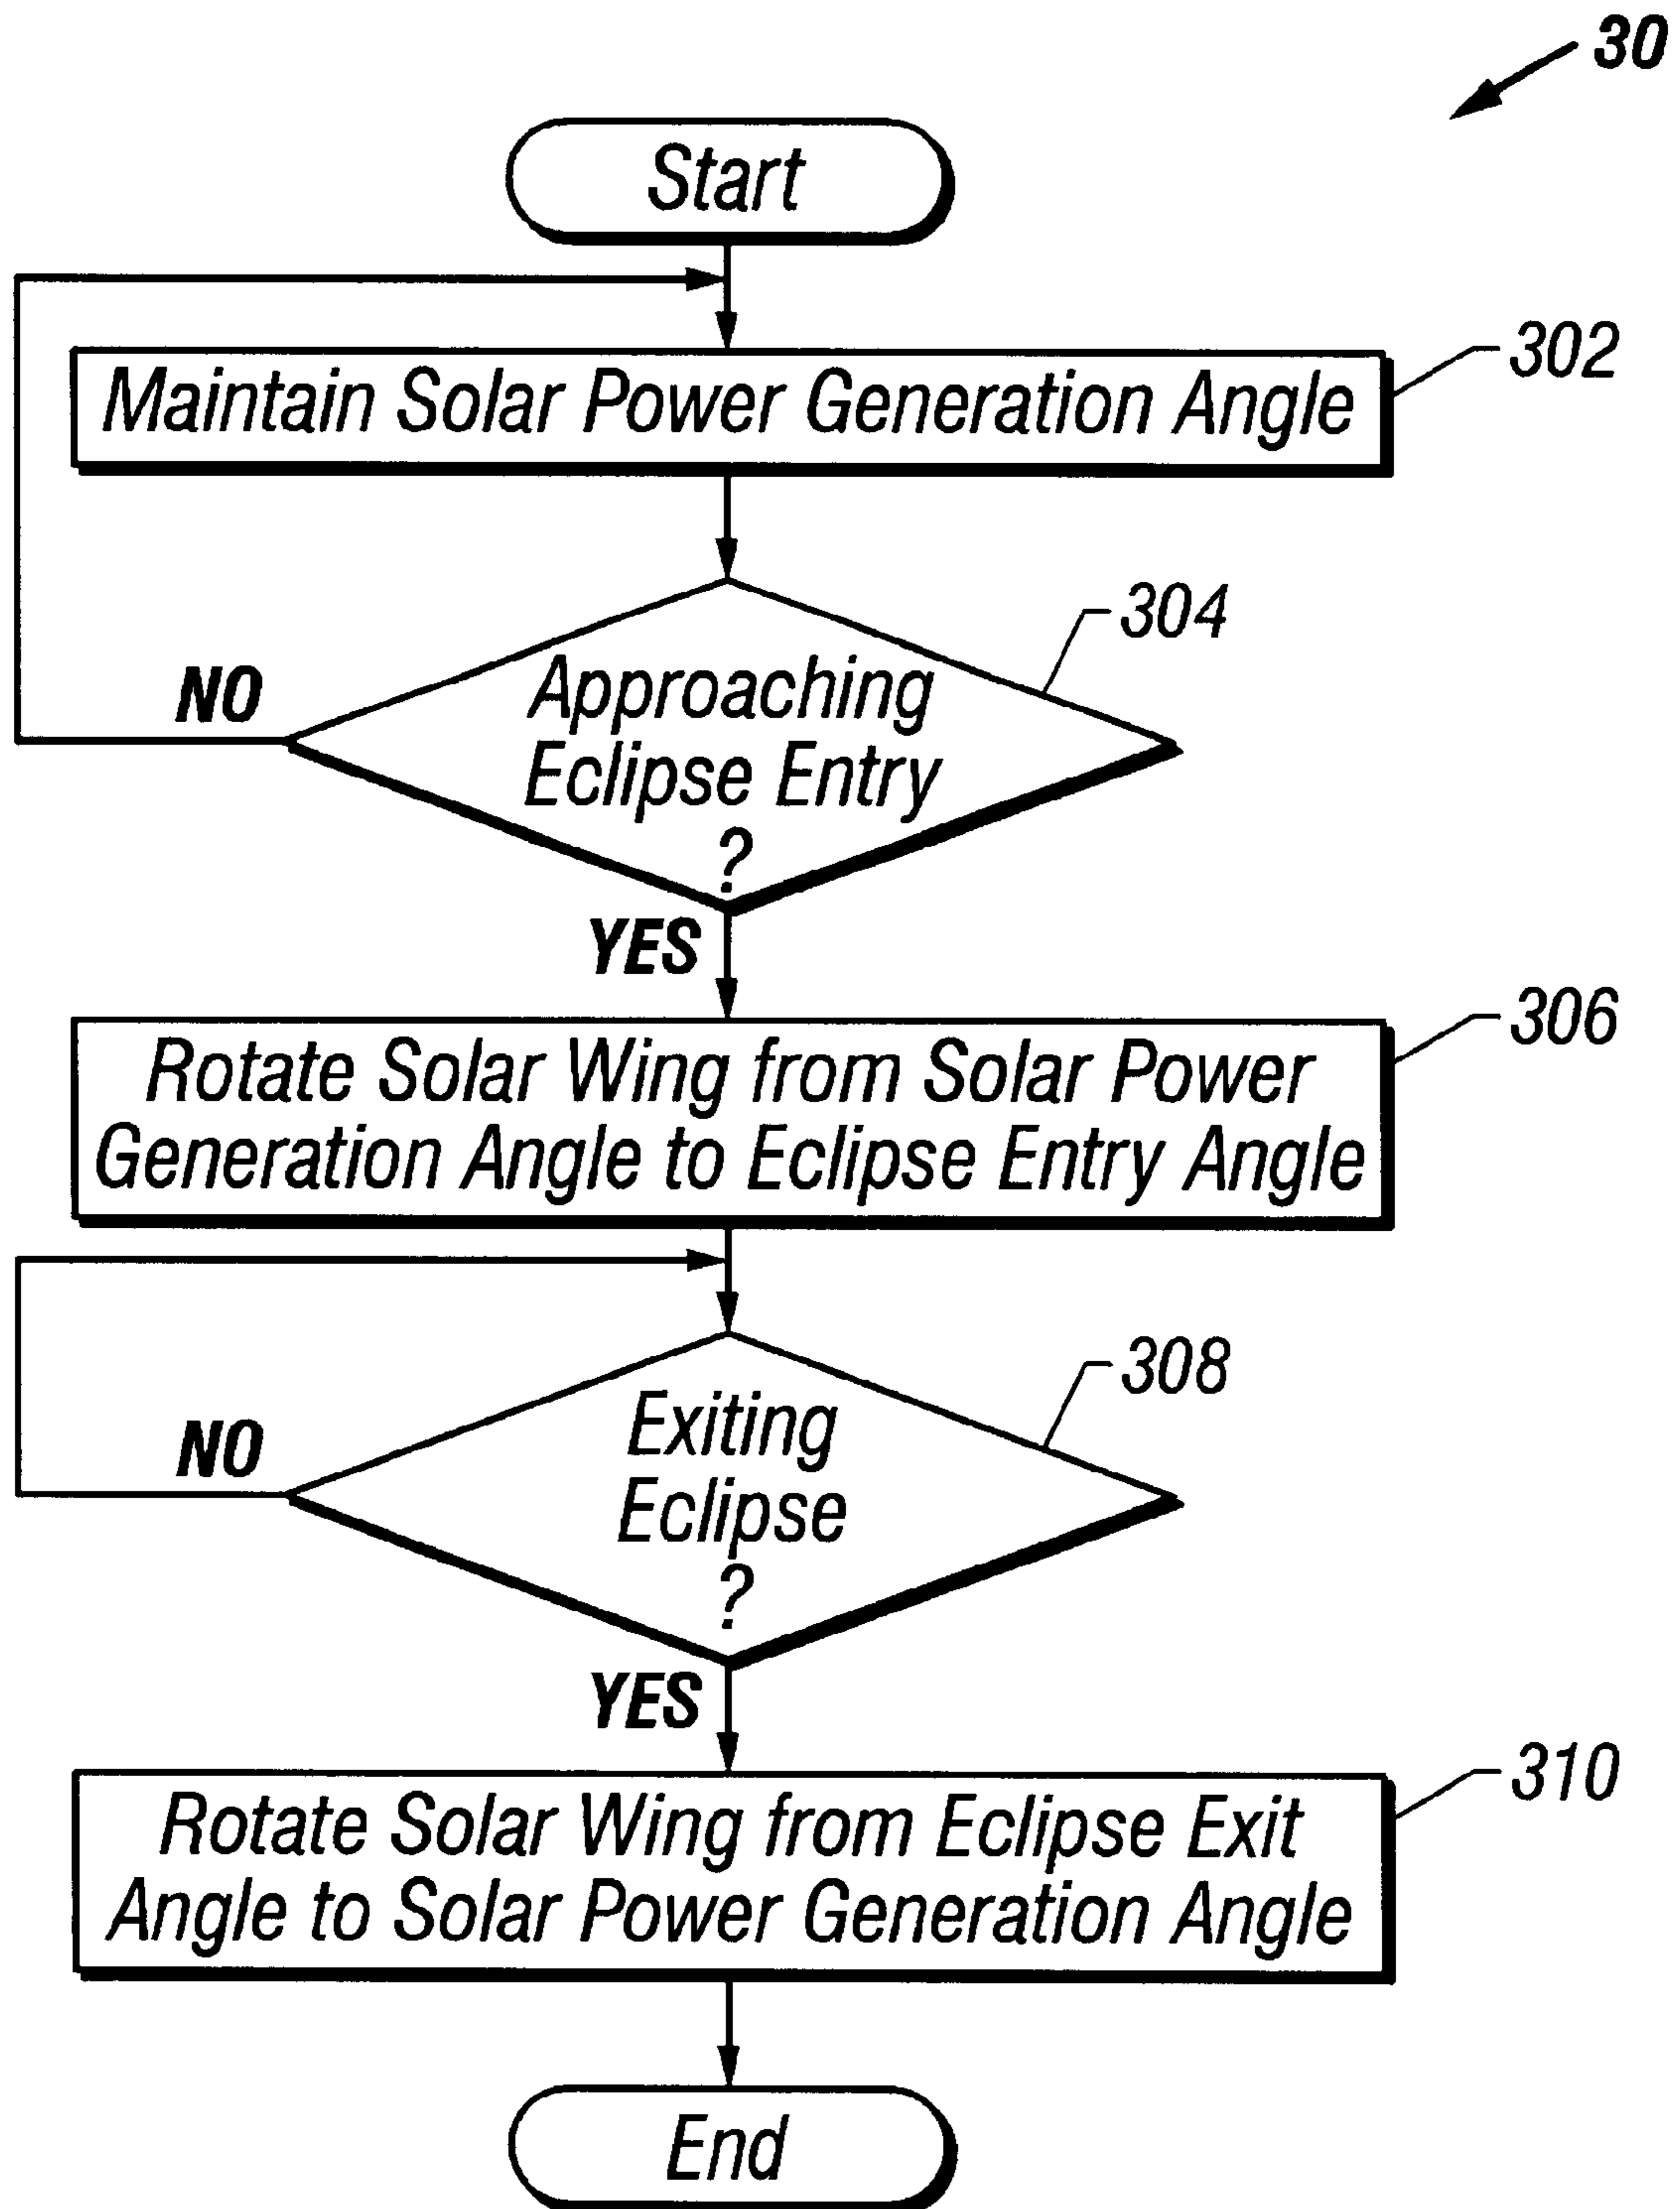 30
Start
Maintain Solar Power Generation Angle
302
304
Approaching
Eclipse Entry
?
NO
YES
306
Rotate Solar Wing from Solar Power
Generation Angle to Eclipse Entry Angle
308
Exiting
Eclipse
?
NO
YES
310
Rotate Solar Wing from Eclipse Exit
Angle to Solar Power Generation Angle
End